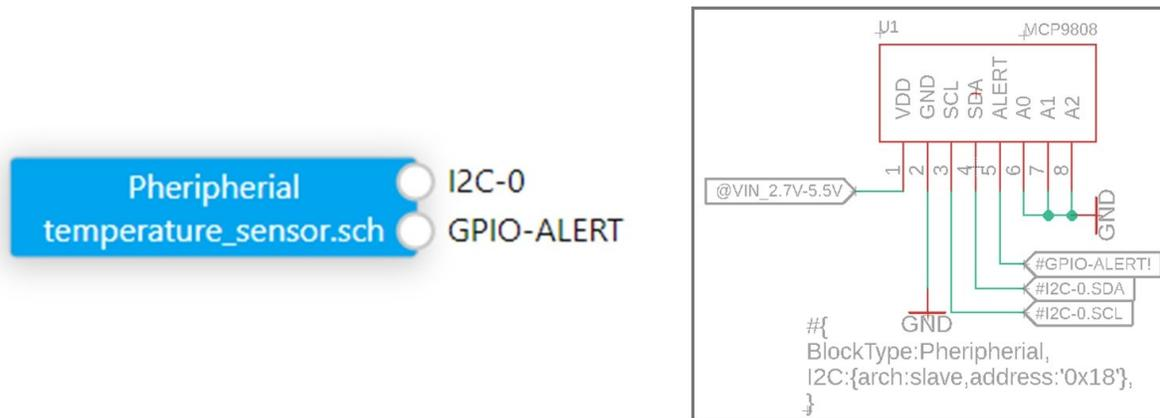 Pheripherial
temperature_sensor.sch
I2C-0
GPIO-ALERT
U1
MCP9808
VDD
GND
SCL
SDA
ALERT
A0
A1
A2
1
2
3
4
5
6
7
8
@VIN_2.7V-5.5V
GND
#GPIO-ALERT!
#I2C-0.SDA
#I2C-0.SCL
GND
#{
BlockType:Pheripherial,
I2C:{arch:slave,address:'0x18'},
}